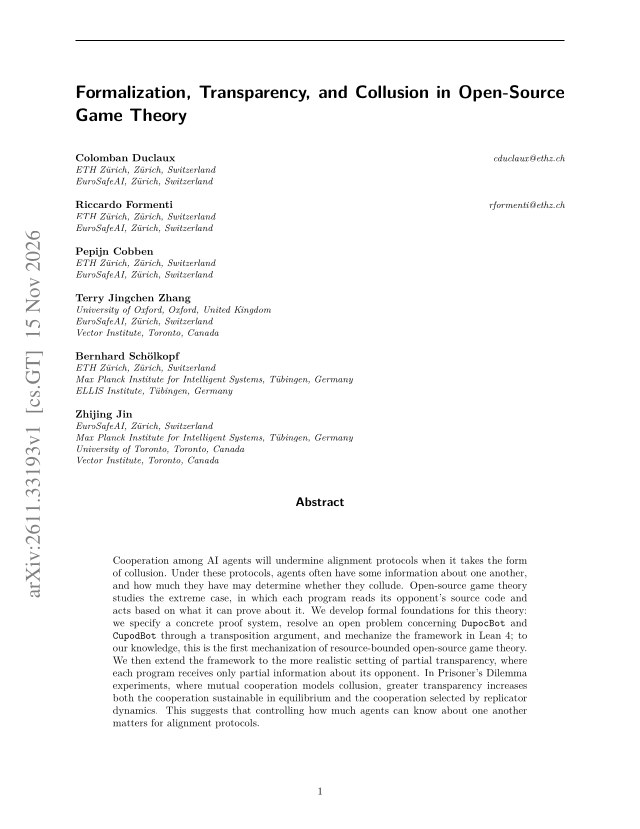 Formalization, Transparency, and Collusion in Open-Source
Game Theory
Colomban Duclaux cduclaux@ethz.ch
ETH Zürich, Zürich, Switzerland
EuroSafeAI, Zürich, Switzerland
Riccardo Formenti rformenti@ethz.ch
ETH Zürich, Zürich, Switzerland
EuroSafeAI, Zürich, Switzerland
Pepijn Cobben
ETH Zürich, Zürich, Switzerland
EuroSafeAI, Zürich, Switzerland
Terry Jingchen Zhang
University of Oxford, Oxford, United Kingdom
EuroSafeAI, Zürich, Switzerland
Vector Institute, Toronto, Canada
Bernhard Schölkopf
ETH Zürich, Zürich, Switzerland
Max Planck Institute for Intelligent Systems, Tübingen, Germany
ELLIS Institute, Tübingen, Germany
Zhijing Jin
EuroSafeAI, Zürich, Switzerland
Max Planck Institute for Intelligent Systems, Tübingen, Germany
University of Toronto, Toronto, Canada
Vector Institute, Toronto, Canada
Abstract
Cooperation among AI agents will undermine alignment protocols when it takes the form
of collusion. Under these protocols, agents often have some information about one another,
and how much they have may determine whether they collude. Open-source game theory
studies the extreme case, in which each program reads its opponent's source code and
acts based on what it can prove about it. We develop formal foundations for this theory:
we specify a concrete proof system, resolve an open problem concerning DupocBot and
CupodBot through a transposition argument, and mechanize the framework in Lean 4; to
our knowledge, this is the first mechanization of resource-bounded open-source game theory.
We then extend the framework to the more realistic setting of partial transparency, where
each program receives only partial information about its opponent. In Prisoner's Dilemma
experiments, where mutual cooperation models collusion, greater transparency increases
both the cooperation sustainable in equilibrium and the cooperation selected by replicator
dynamics. This suggests that controlling how much agents can know about one another
matters for alignment protocols.
1
arXiv:2611.33193v1 [cs.GT] 15 Nov 2026